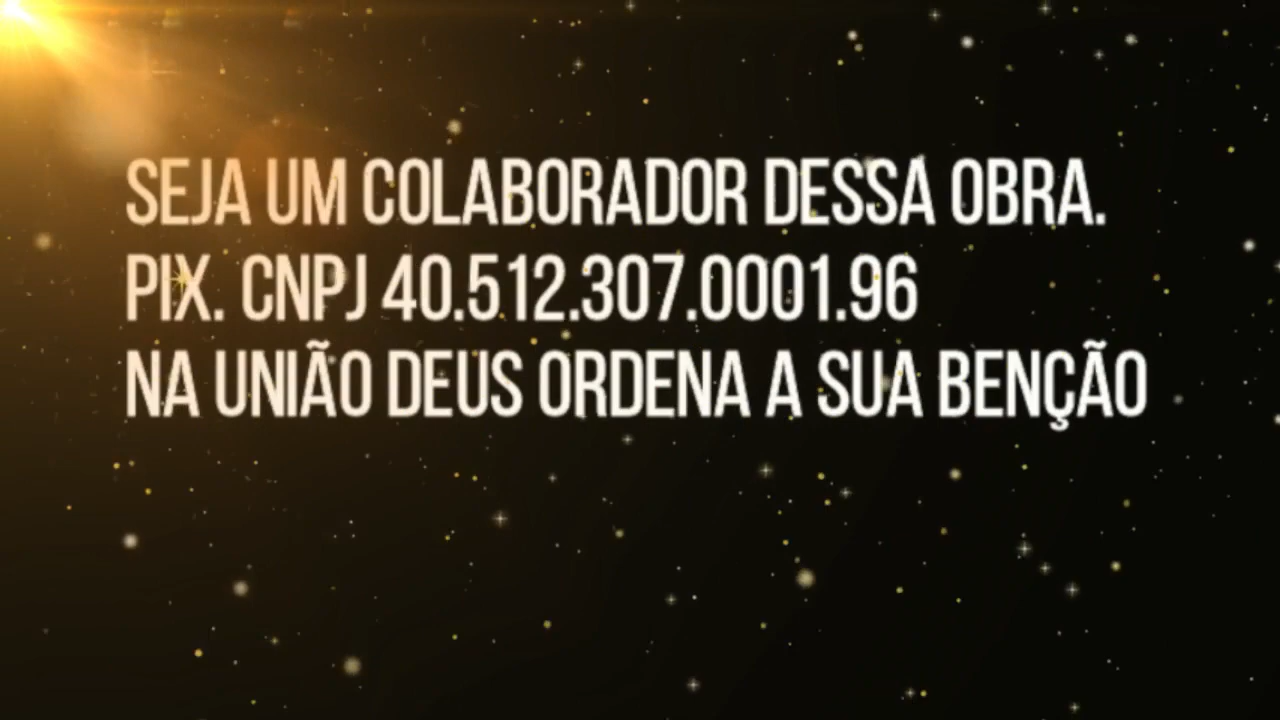 SEJA UM COLABORADOR DESSA OBRA.
PIX. CNPJ 40.512.307.0001.96
NA UNIÃO DEUS ORDENA A SUA BENÇÃO